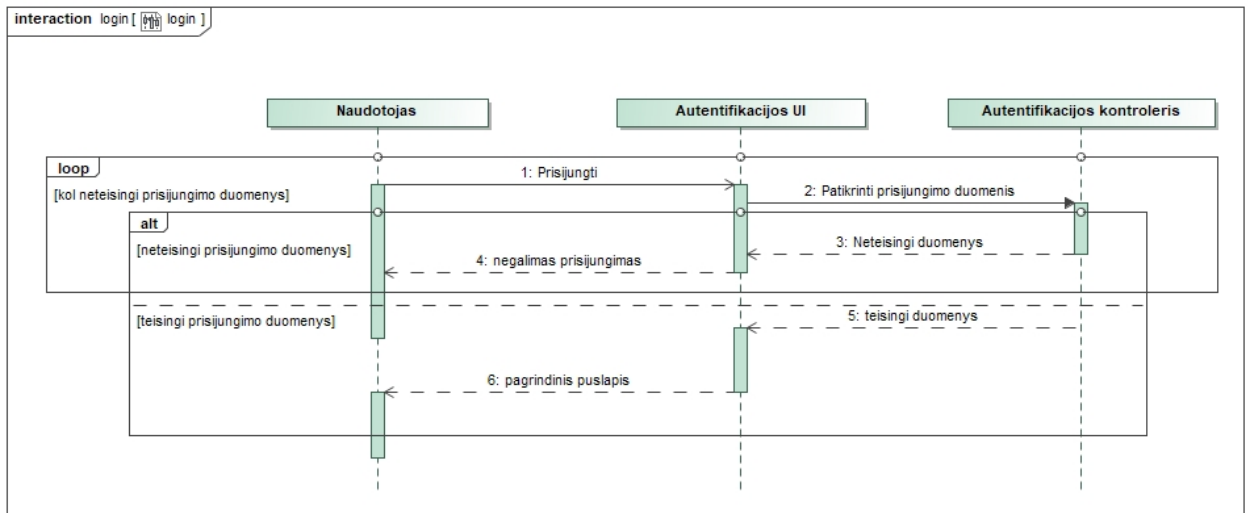 interaction login [ login ]
Naudotojas
Autentifikacijos UI
Autentifikacijos kontroleris
loop
1: Prisijungti
[kol neteisingi prisijungimo duomenys]
2: Patikrinti prisijungimo duomenis
alt
[neteisingi prisijungimo duomenys]
3: Neteisingi duomenys
4: negalimas prisijungimas
[teisingi prisijungimo duomenys]
5: teisingi duomenys
6: pagrindinis puslapis